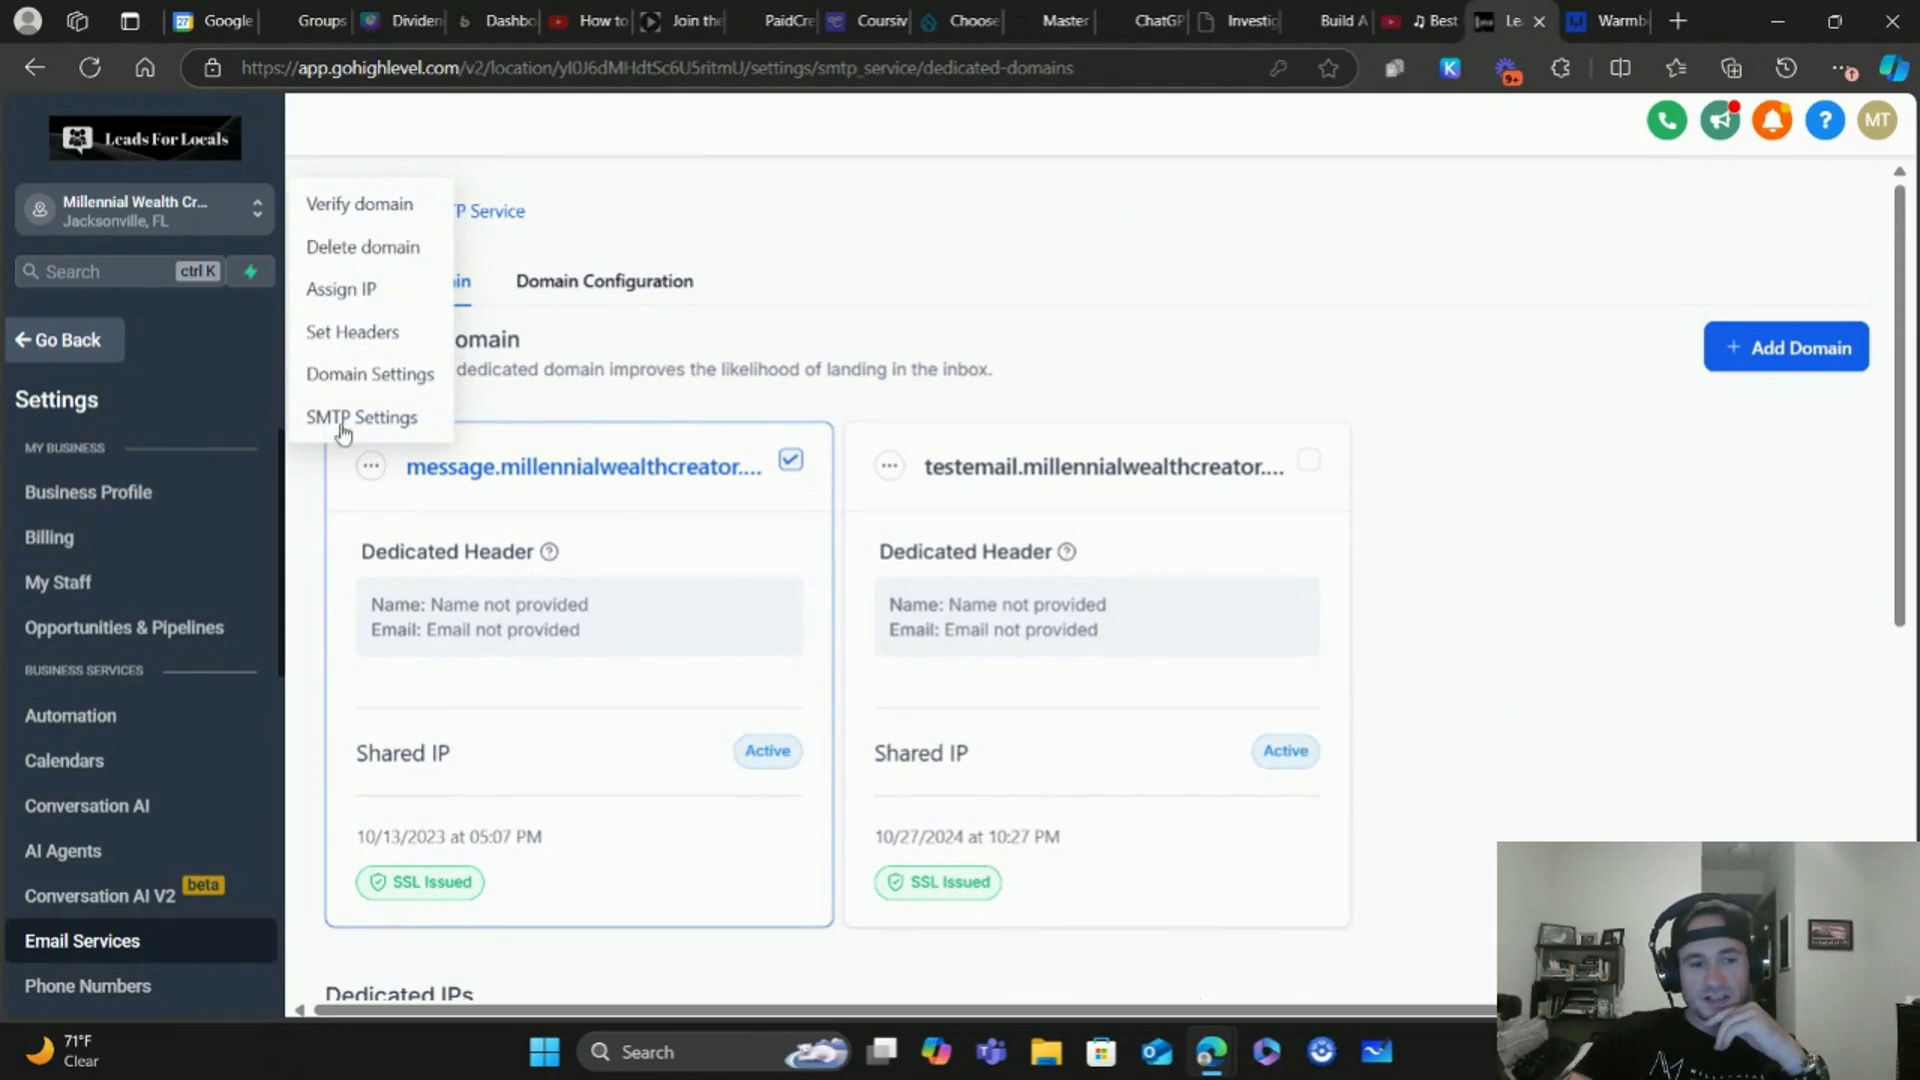 27 Google
Groups
Dividen
Dashbo
How to
Join the
PaidCre
Coursiv
Choose
Master
ChatGP
Investig
Build A
Best
Le
Warmb
https://app.gohighlevel.com/v2/location/yI0J6dMHdtSc6U5ritmU/settings/smtp_service/dedicated-domains
9+
Leads For Locals
MT
Millennial Wealth Cr...
Jacksonville, FL
Search ctrl K
Go Back
Settings
MY BUSINESS
Business Profile
Billing
My Staff
Opportunities & Pipelines
BUSINESS SERVICES
Automation
Calendars
Conversation AI
AI Agents
Conversation AI V2 beta
Email Services
Phone Numbers
Verify domain
Delete domain
Assign IP
Set Headers
Domain Settings
SMTP Settings
P Service
in
Domain Configuration
omain
dedicated domain improves the likelihood of landing in the inbox.
+ Add Domain
message.millennialwealthcreator....
Dedicated Header ?
Name: Name not provided
Email: Email not provided
Shared IP Active
10/13/2023 at 05:07 PM
SSL Issued
testemail.millennialwealthcreator....
Dedicated Header ?
Name: Name not provided
Email: Email not provided
Shared IP Active
10/27/2024 at 10:27 PM
SSL Issued
Dedicated IPs
71°F
Clear
Search